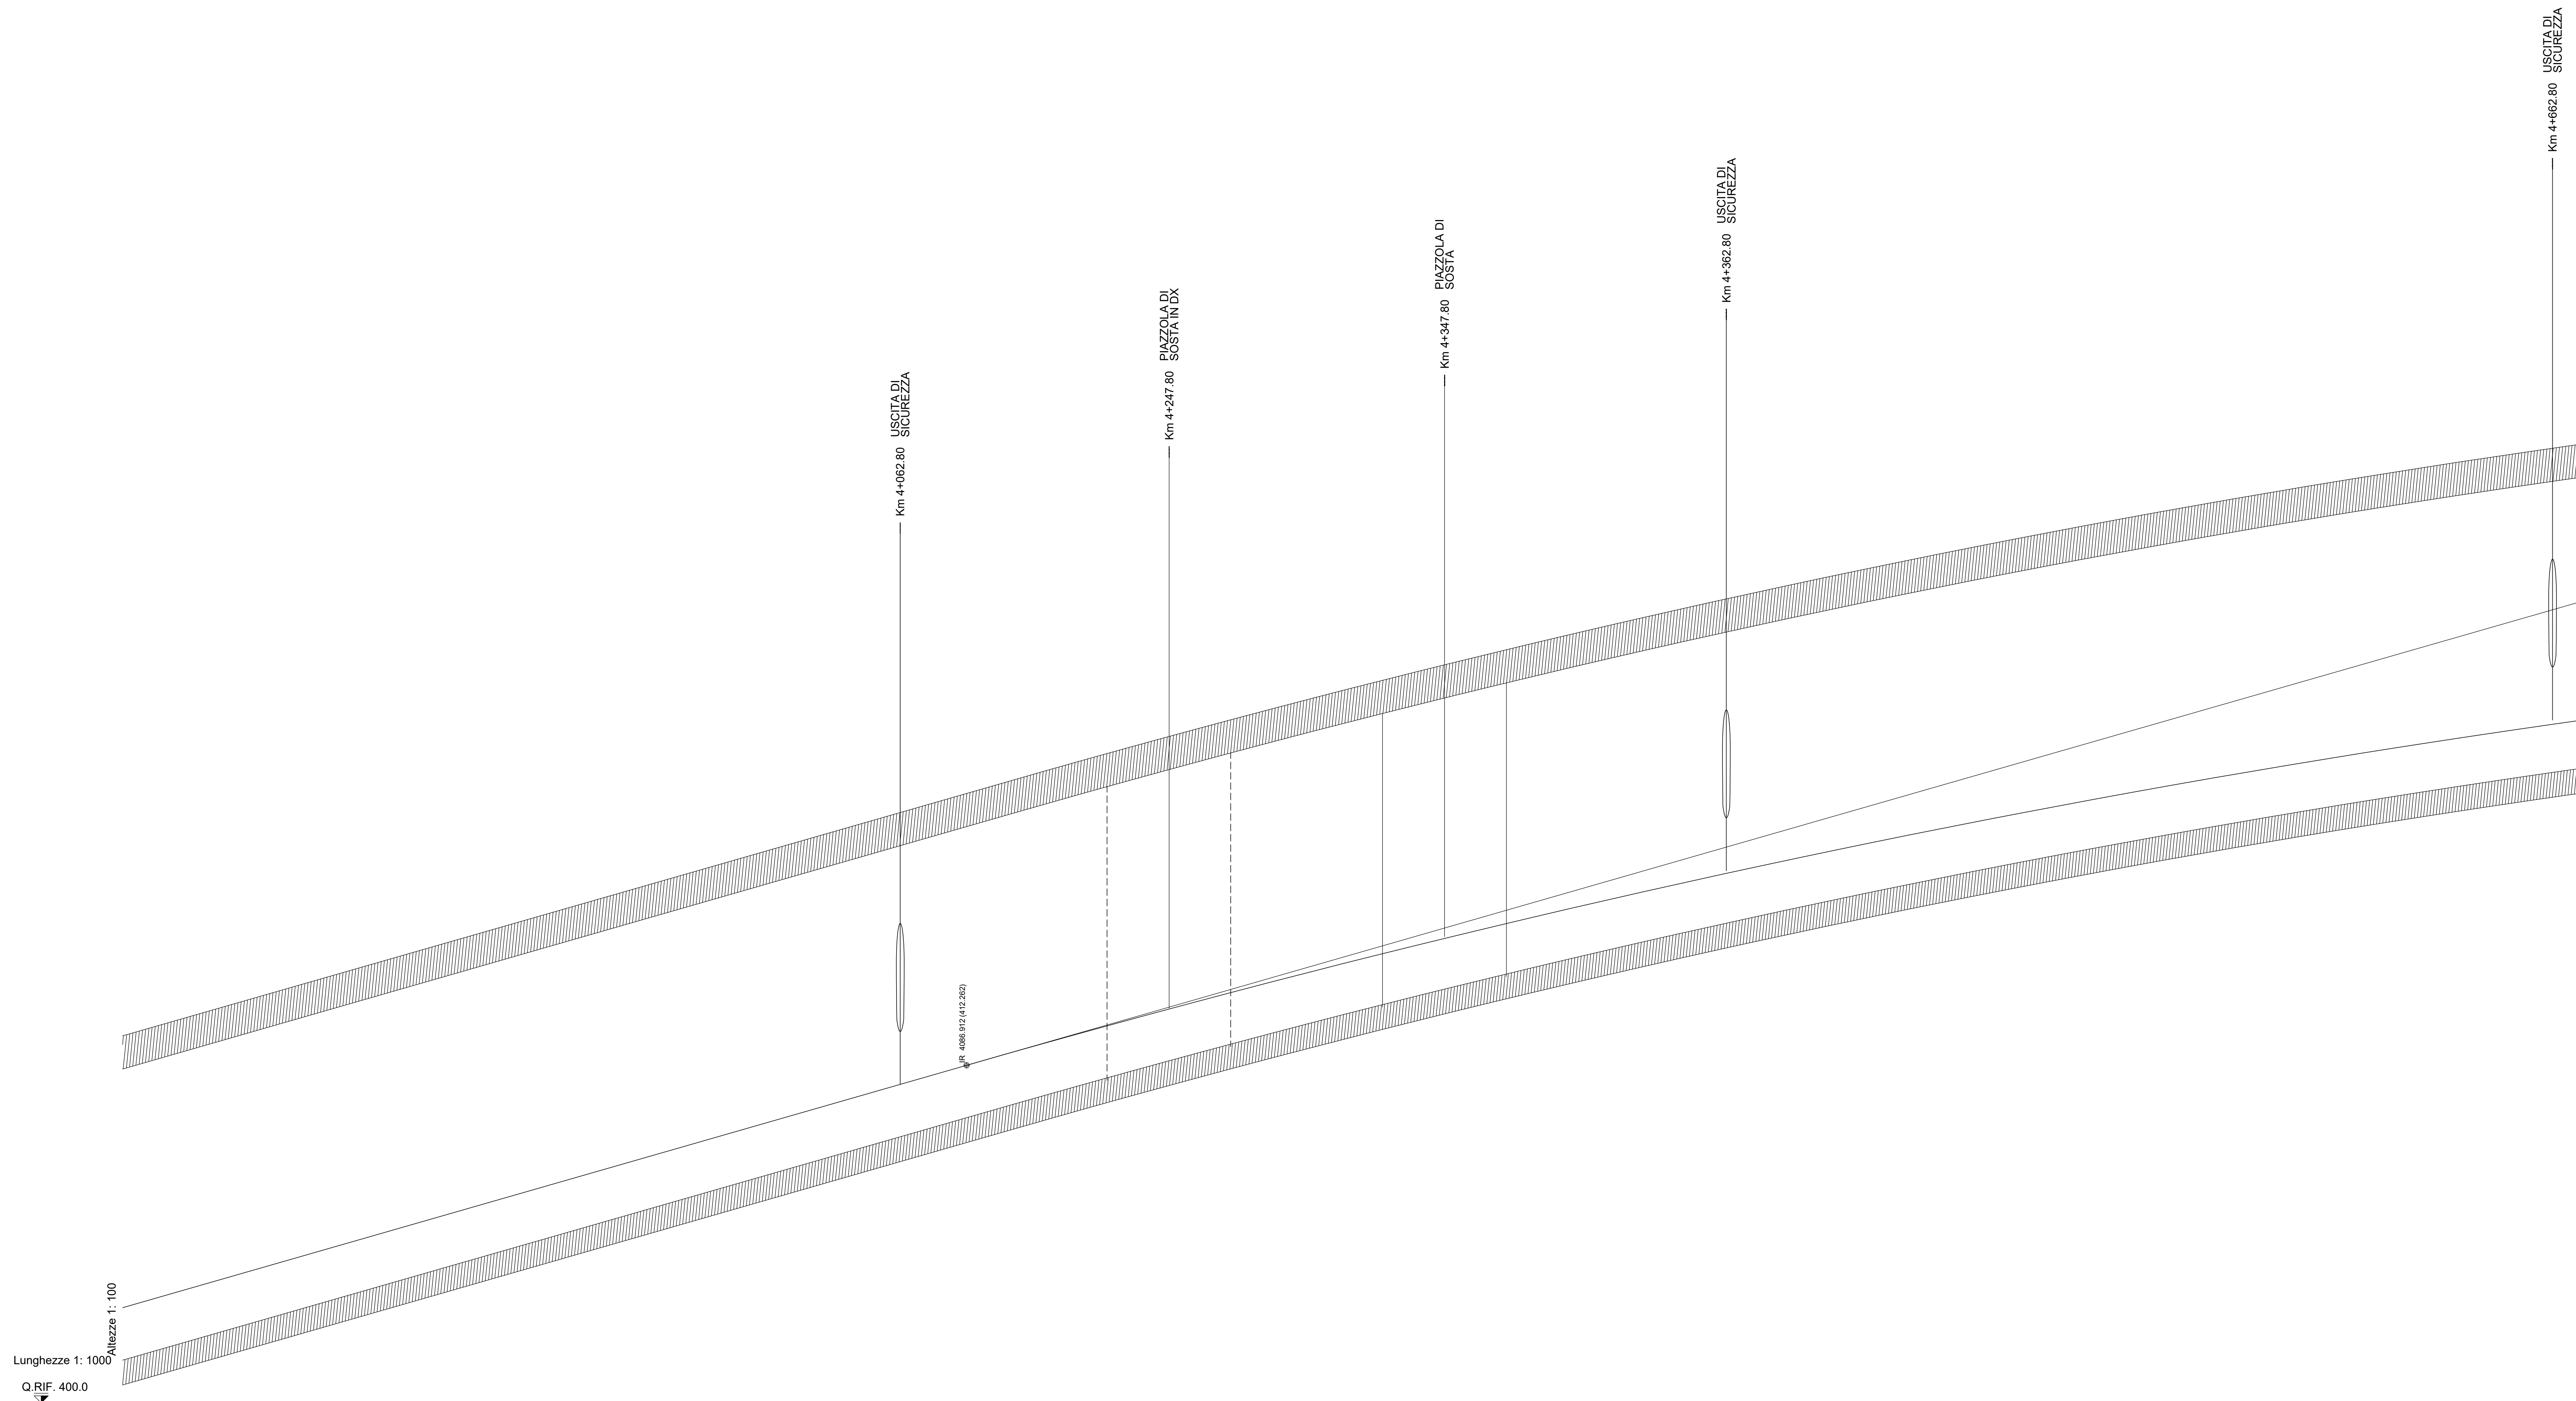 USCITA DI
SICUREZZA
Km 4+062.80
PIAZZOLA DI
SOSTA IN DX
Km 4+247.80
PIAZZOLA DI
SOSTA
Km 4+347.80
USCITA DI
SICUREZZA
Km 4+362.80
USCITA DI
SICUREZZA
Km 4+662.80
IR 4086.912 (412.262)
Altezze 1: 100
Lunghezze 1: 1000
Q.RIF. 400.0